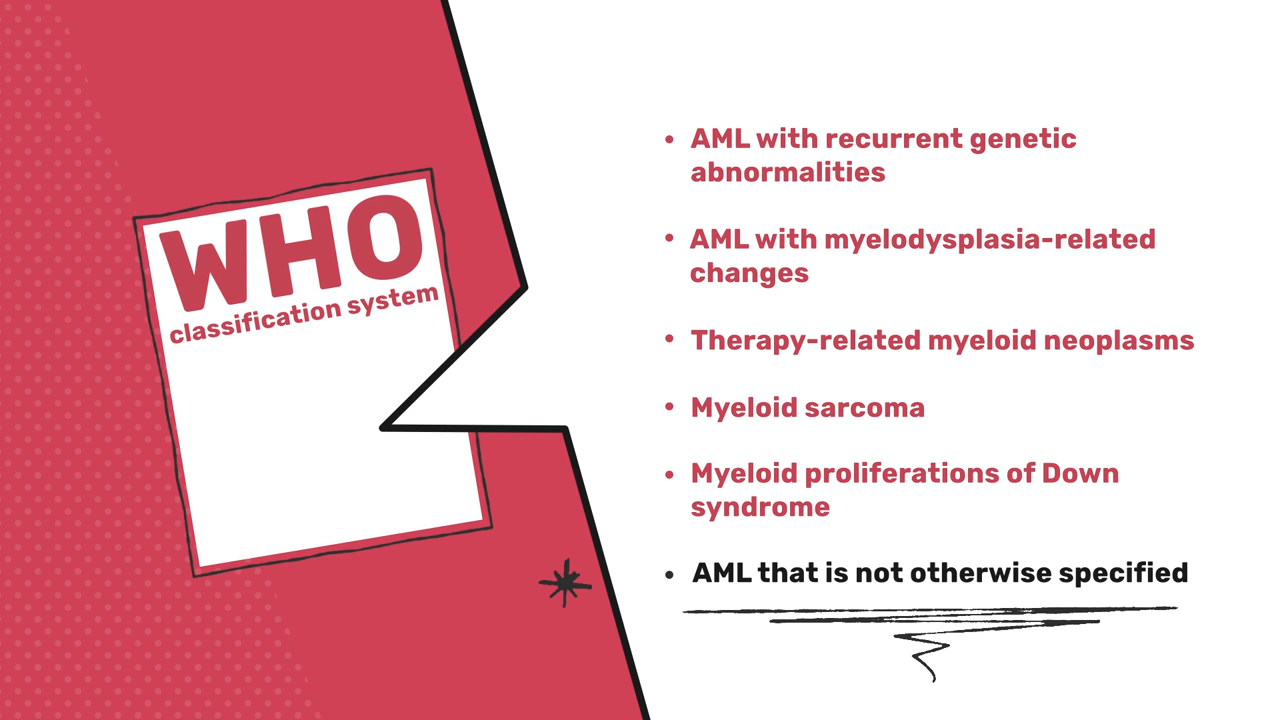 WHO
classification system
• AML with recurrent genetic
abnormalities
• AML with myelodysplasia-related
changes
• Therapy-related myeloid neoplasms
• Myeloid sarcoma
• Myeloid proliferations of Down
syndrome
• AML that is not otherwise specified